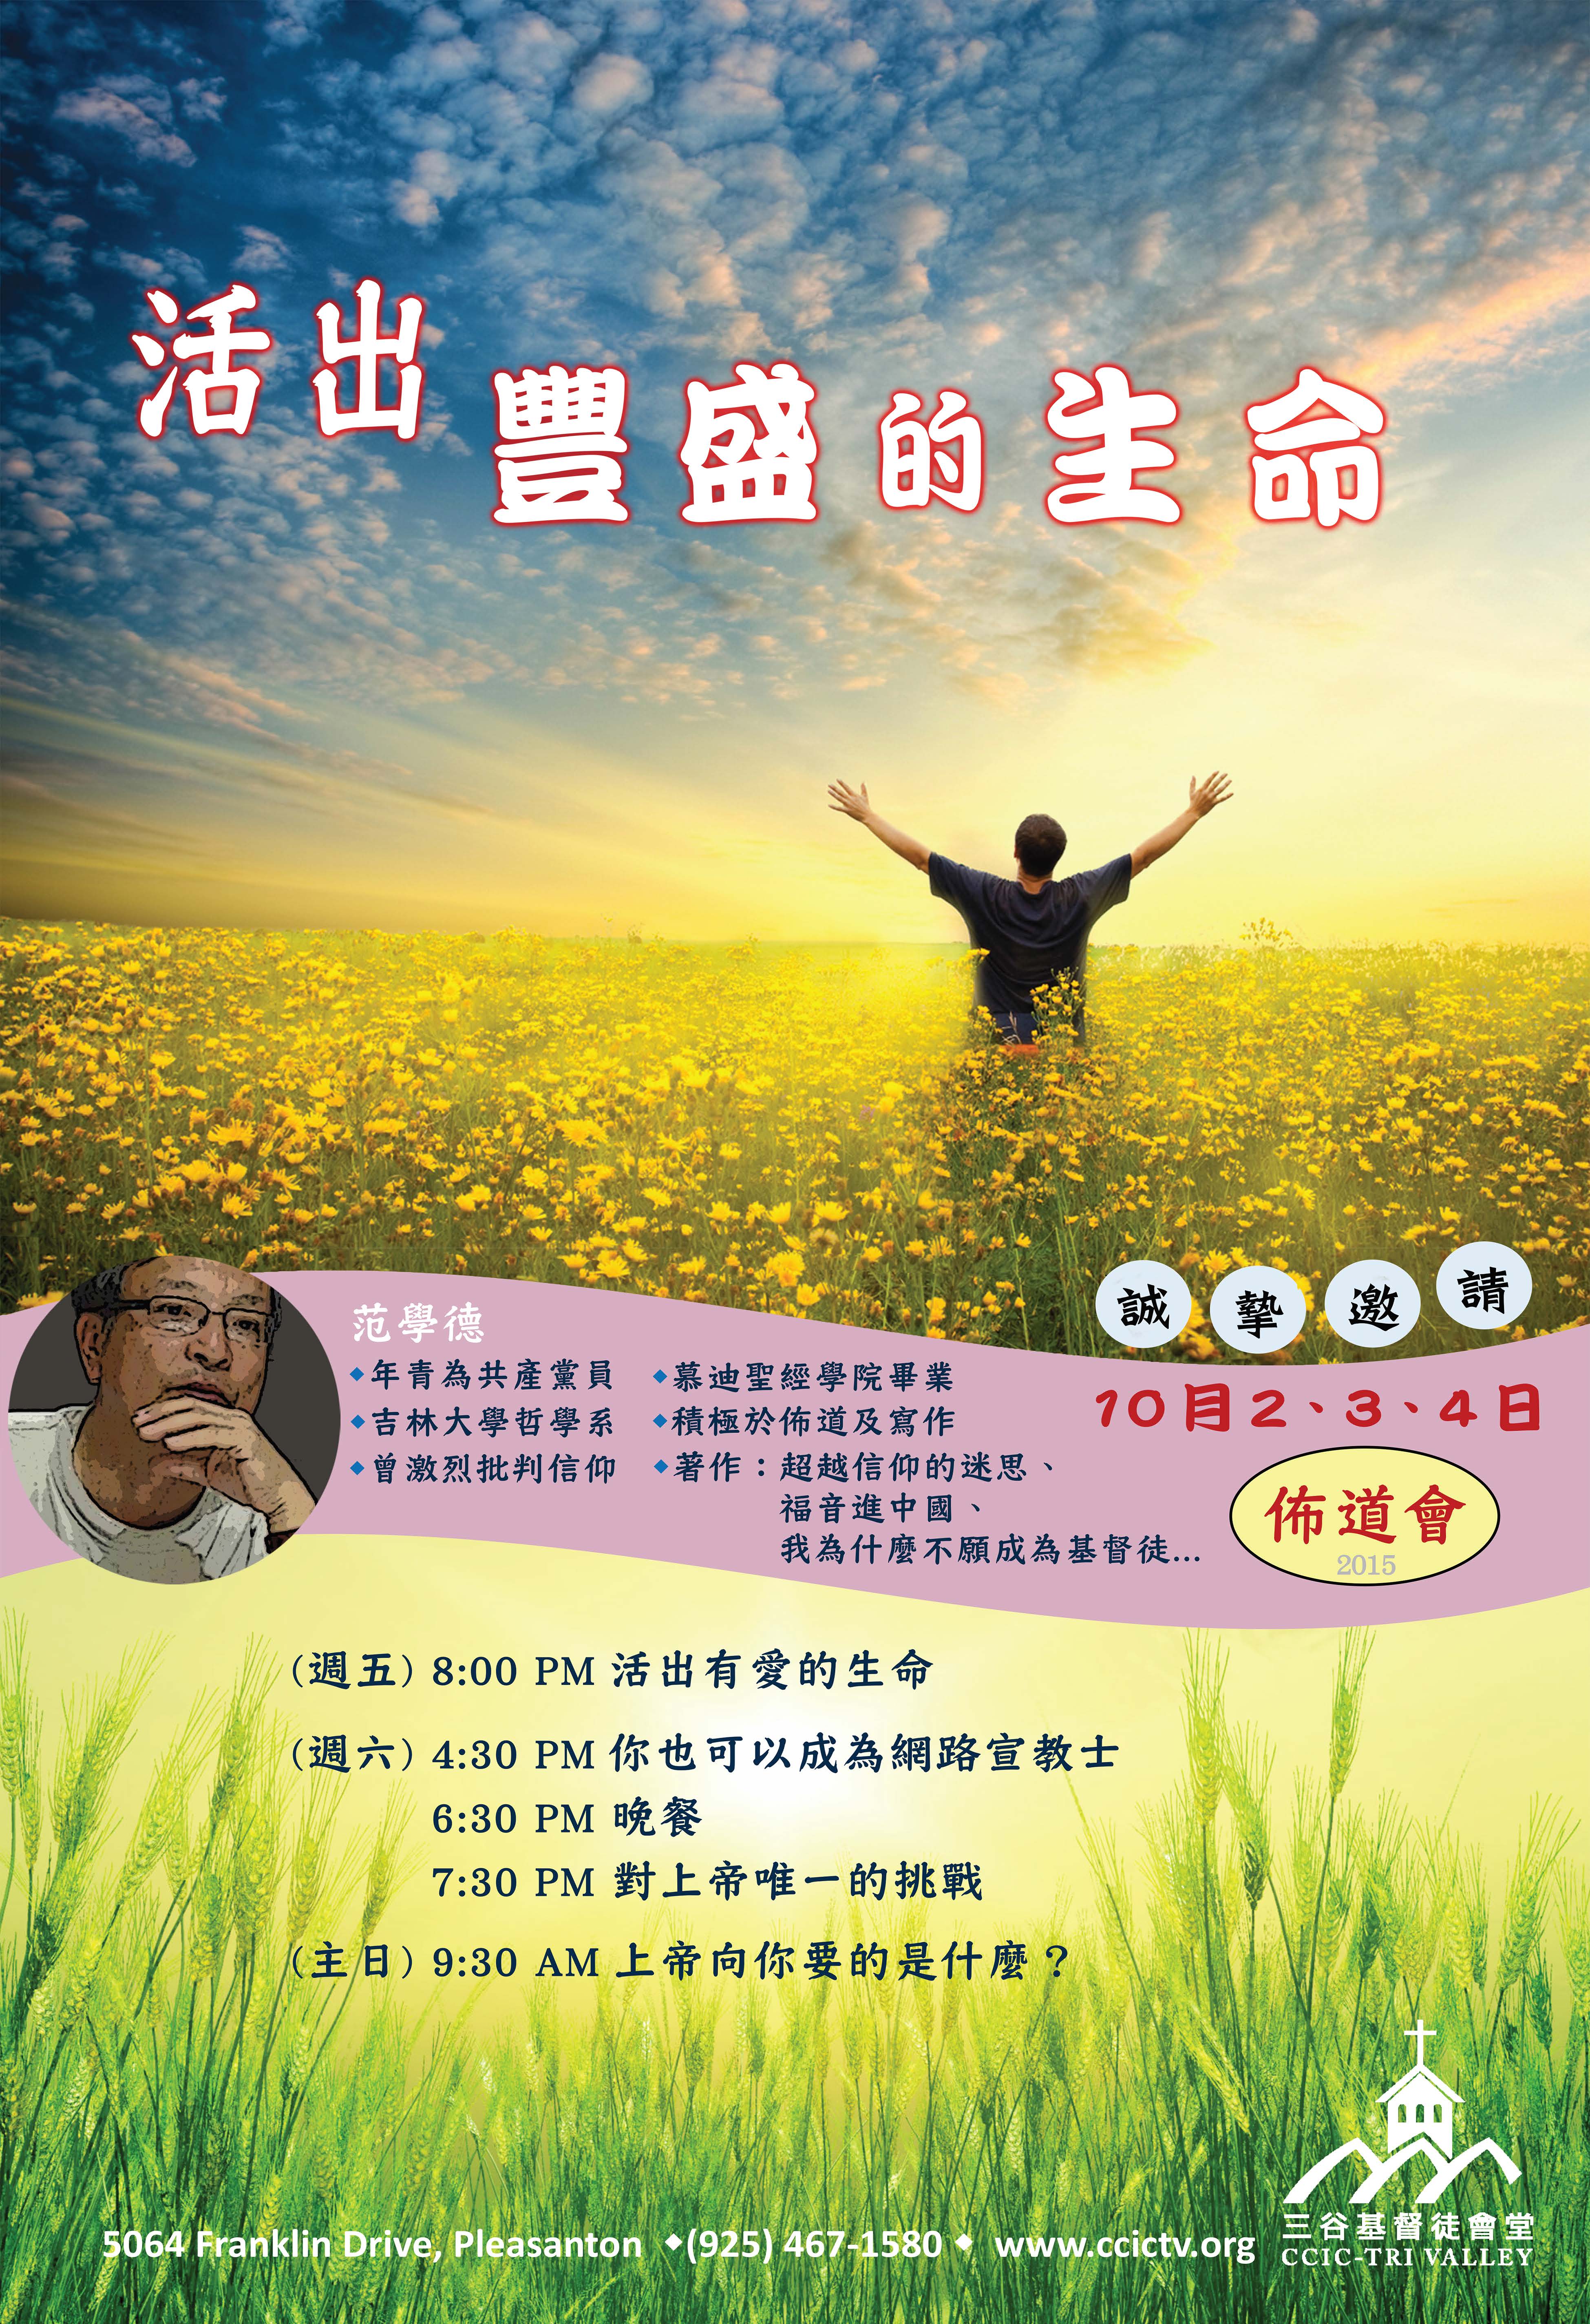 活出
豐盛的生命
誠摯邀請
范學德
◆年青為共產黨員
◆吉林大學哲學系
◆曾激烈批判信仰
◆慕迪聖經學院畢業
◆積極於佈道及寫作
◆著作：超越信仰的迷思、
福音進中國、
我為什麼不願成為基督徒...
10月2、3、4日
佈道會
2015
(週五) 8:00 PM 活出有愛的生命
(週六) 4:30 PM 你也可以成為網路宣教士
6:30 PM 晚餐
7:30 PM 對上帝唯一的挑戰
(主日) 9:30 AM 上帝向你要的是什麼？
5064 Franklin Drive, Pleasanton ◆(925) 467-1580 ◆ www.ccictv.org
三谷基督徒會堂
CCIC-TRI VALLEY